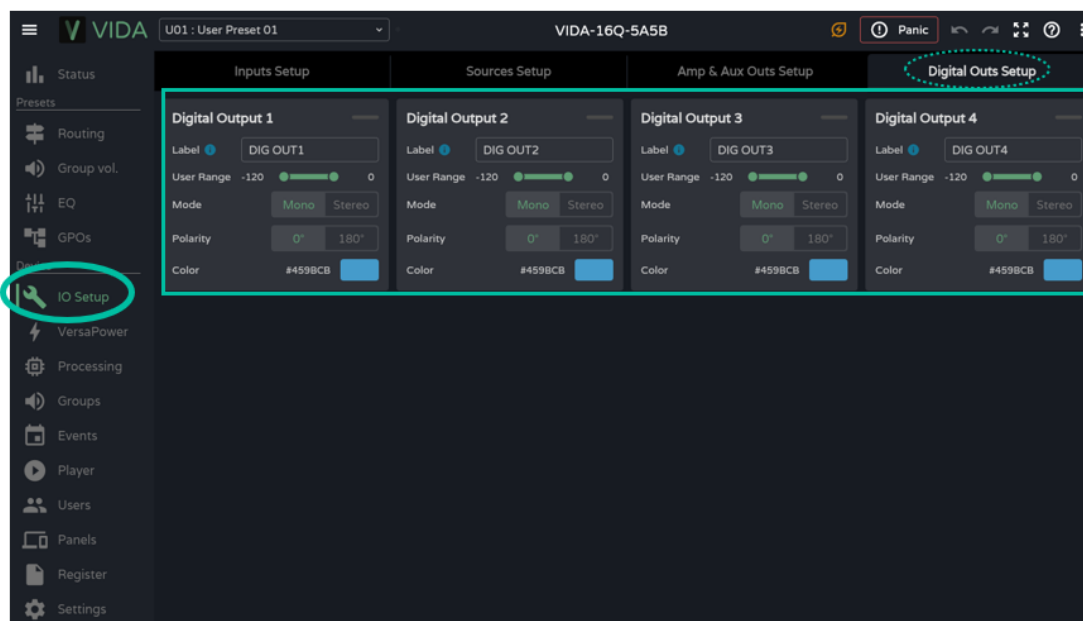 VIDA U01 : User Preset 01 VIDA-16Q-5A5B Panic
Status
Presets
Routing
Group vol.
EQ
GPOs
IO Setup
VersaPower
Processing
Groups
Events
Player
Users
Panels
Register
Settings
Inputs Setup Sources Setup Amp & Aux Outs Setup Digital Outs Setup
Digital Output 1
Label DIG OUT1
User Range -120 0
Mode Mono Stereo
Polarity 0° 180°
Color #459BCB
Digital Output 2
Label DIG OUT2
User Range -120 0
Mode Mono Stereo
Polarity 0° 180°
Color #459BCB
Digital Output 3
Label DIG OUT3
User Range -120 0
Mode Mono Stereo
Polarity 0° 180°
Color #459BCB
Digital Output 4
Label DIG OUT4
User Range -120 0
Mode Mono Stereo
Polarity 0° 180°
Color #459BCB